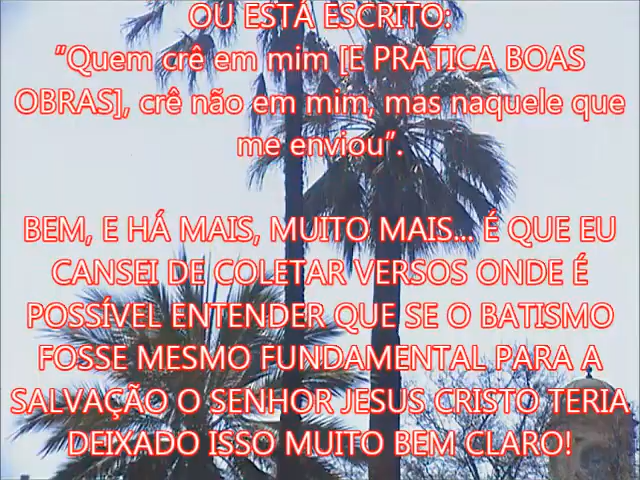 OU ESTÁ ESCRITO:
"Quem crê em mim [E PRATICA BOAS
OBRAS], crê não em mim, mas naquele que
me enviou".
BEM, E HÁ MAIS, MUITO MAIS... É QUE EU
CANSEI DE COLETAR VERSOS ONDE É
POSSÍVEL ENTENDER QUE SE O BATISMO
FOSSE MESMO FUNDAMENTAL PARA A
SALVAÇÃO O SENHOR JESUS CRISTO TERIA
DEIXADO ISSO MUITO BEM CLARO!